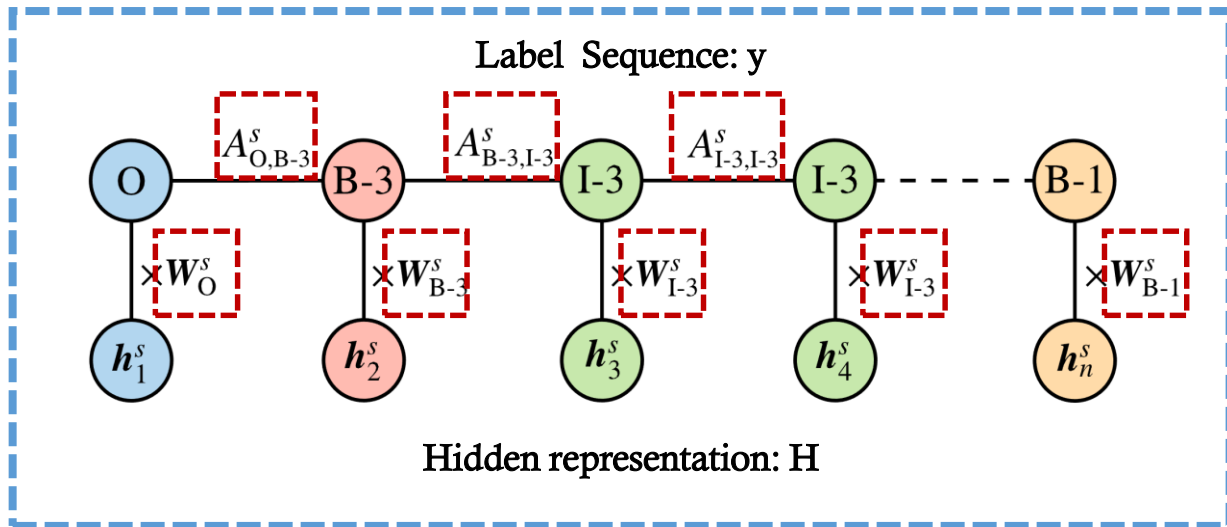 Label Sequence: y
A^s_{O,B-3} A^s_{B-3,I-3} A^s_{I-3,I-3}
O B-3 I-3 I-3 B-1
×W^s_O ×W^s_{B-3} ×W^s_{I-3} ×W^s_{I-3} ×W^s_{B-1}
h^s_1 h^s_2 h^s_3 h^s_4 h^s_n
Hidden representation: H